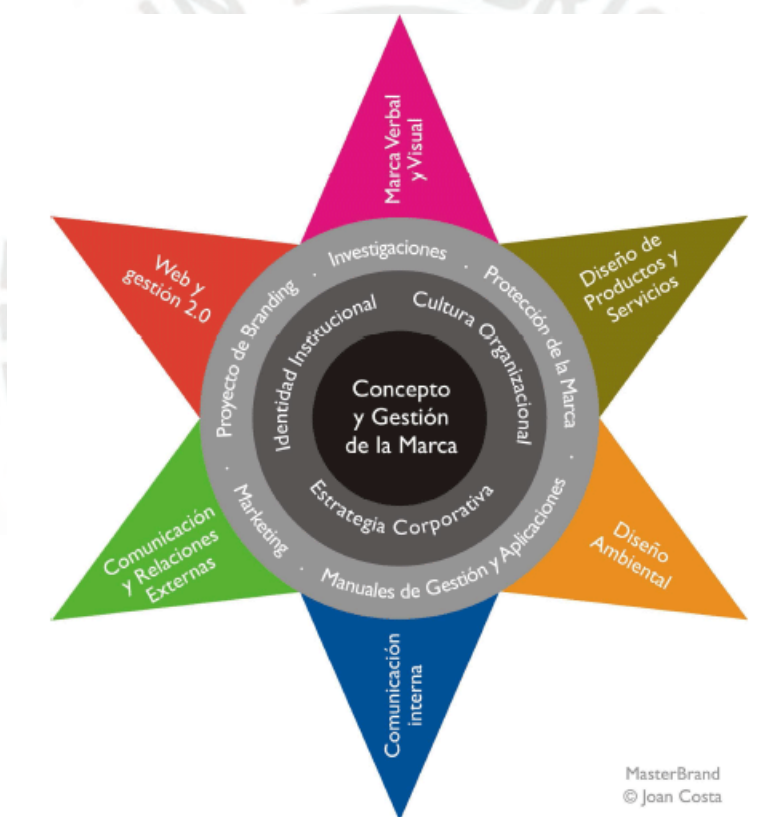 Marca Verbal
y Visual
Web y
gestión 2.0
Diseño de
Productos y
Servicios
Proyecto de Branding · Investigaciones · Protección de la Marca ·
Identidad Institucional
Cultura Organizacional
Concepto
y Gestión
de la Marca
Estrategia Corporativa
Marketing · Manuales de Gestión y Aplicaciones ·
Comunicación
y Relaciones
Externas
Diseño
Ambiental
Comunicación
interna
MasterBrand
© Joan Costa